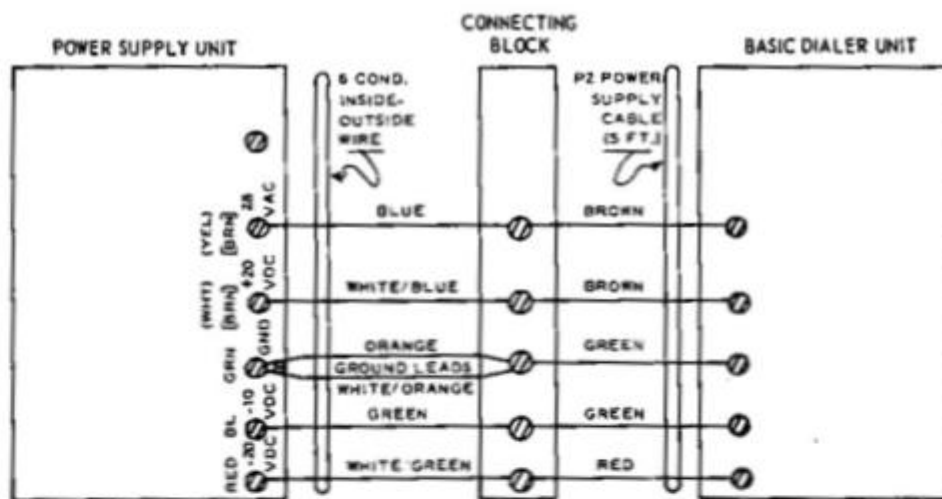 CONNECTING
BLOCK
POWER SUPPLY UNIT
BASIC DIALER UNIT
6 COND.
INSIDE-
OUTSIDE
WIRE
P2 POWER
SUPPLY
CABLE
(5 FT.)
(YEL)
[BRN]
28
VAC
BLUE
BROWN
(WHT)
[BRN]
+20
VDC
WHITE/BLUE
BROWN
GRN
GND
ORANGE
GROUND LEADS
WHITE/ORANGE
GREEN
BL
-10
VDC
GREEN
GREEN
RED
-20
VDC
WHITE/GREEN
RED